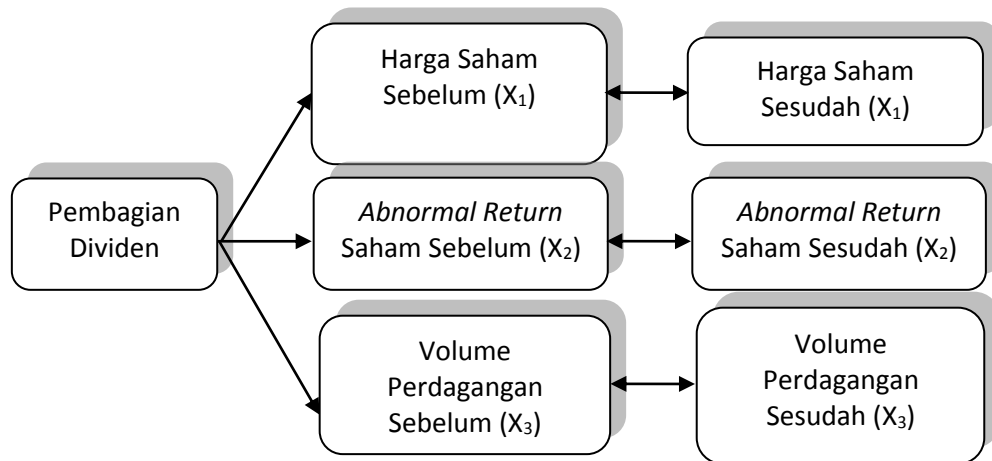 Pembagian
Dividen
Harga Saham
Sebelum (X₁)
Harga Saham
Sesudah (X₁)
Abnormal Return
Saham Sebelum (X₂)
Abnormal Return
Saham Sesudah (X₂)
Volume
Perdagangan
Sebelum (X₃)
Volume
Perdagangan
Sesudah (X₃)